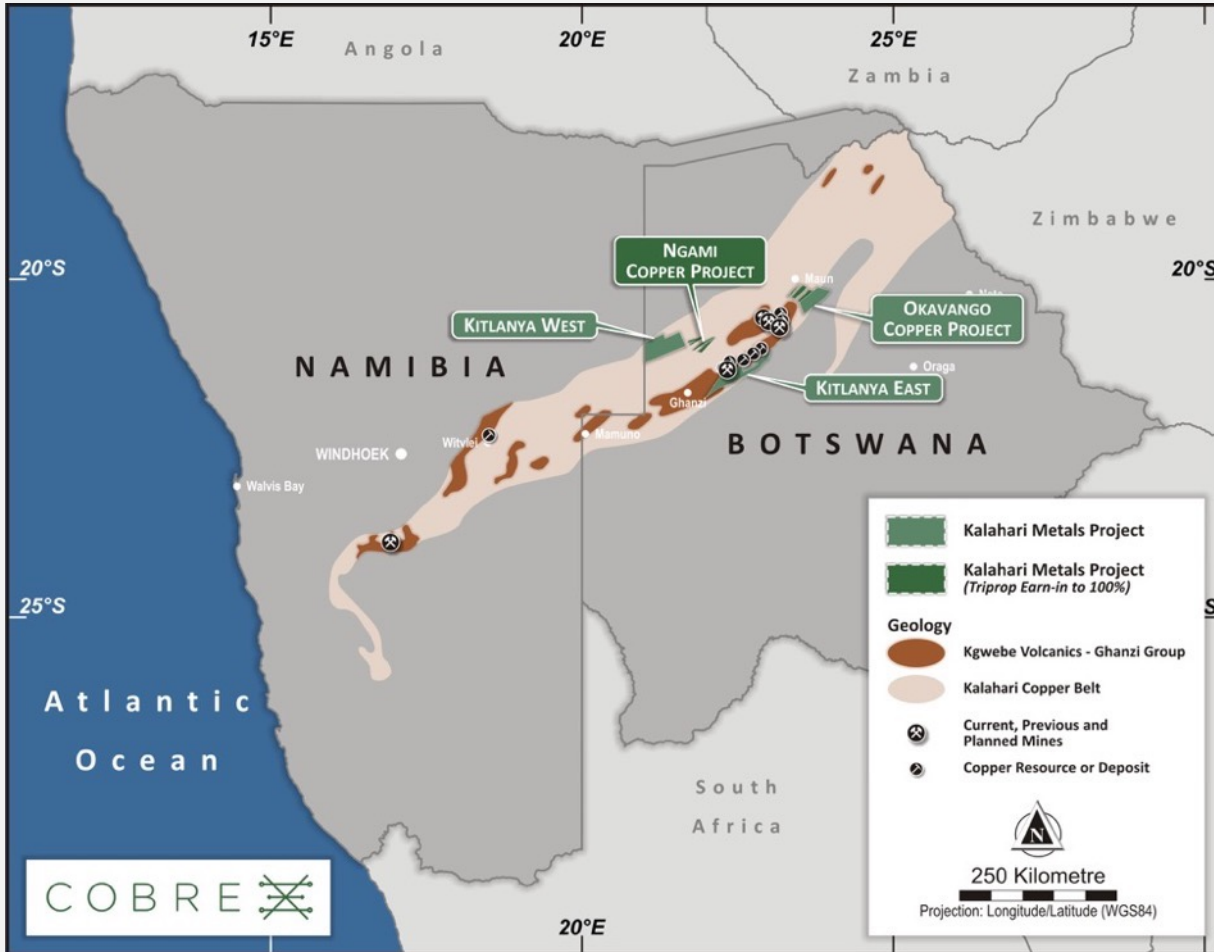 15°E
20°E
25°E
Angola
Zambia
Zimbabwe
20°S
20°S
NGAMI
COPPER PROJECT
Maun
OKAVANGO
COPPER PROJECT
KITLANYA WEST
NAMIBIA
Oraga
KITLANYA EAST
Ghanzi
BOTSWANA
Witvlei
Mamuno
WINDHOEK
Walvis Bay
25°S
Atlantic
Ocean
South
Africa
20°E
Kalahari Metals Project
Kalahari Metals Project
(Triprop Earn-in to 100%)
Geology
Kgwebe Volcanics - Ghanzi Group
Kalahari Copper Belt
Current, Previous and
Planned Mines
Copper Resource or Deposit
N
250 Kilometre
Projection: Longitude/Latitude (WGS84)
COBRE